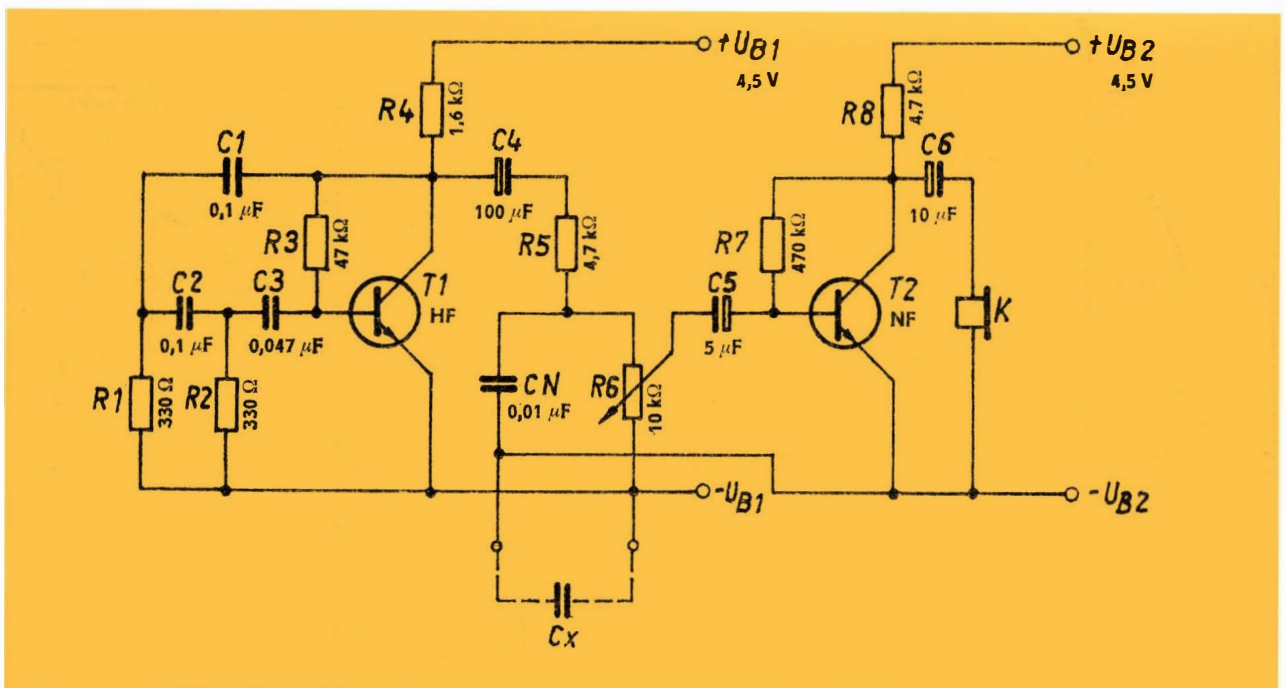 +UB1
4,5 V
+UB2
4,5 V
R4
1,6 kΩ
R8
4,7 kΩ
C1
0,1 µF
C4
100 µF
C6
10 µF
R3
47 kΩ
R5
4,7 kΩ
R7
470 kΩ
C2
0,1 µF
C3
0,047 µF
T1
HF
C5
5 µF
T2
NF
K
R1
330 Ω
R2
330 Ω
CN
0,01 µF
R6
10 kΩ
-UB1
-UB2
Cx